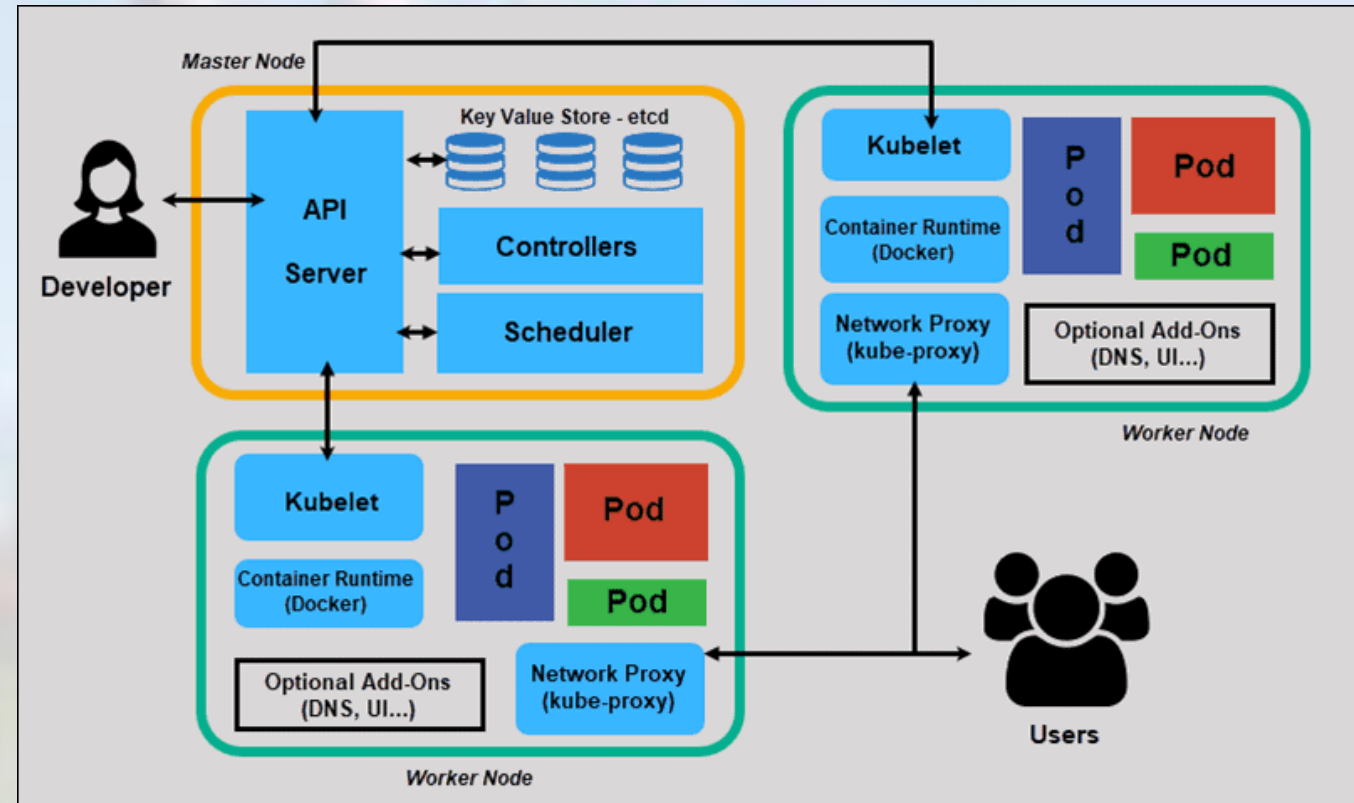 Master Node
Key Value Store - etcd
API
Server
Controllers
Scheduler
Developer
Kubelet
Container Runtime
(Docker)
Network Proxy
(kube-proxy)
Pod
Pod
Pod
Optional Add-Ons
(DNS, UI...)
Worker Node
Kubelet
Container Runtime
(Docker)
Pod
Pod
Pod
Optional Add-Ons
(DNS, UI...)
Network Proxy
(kube-proxy)
Worker Node
Users